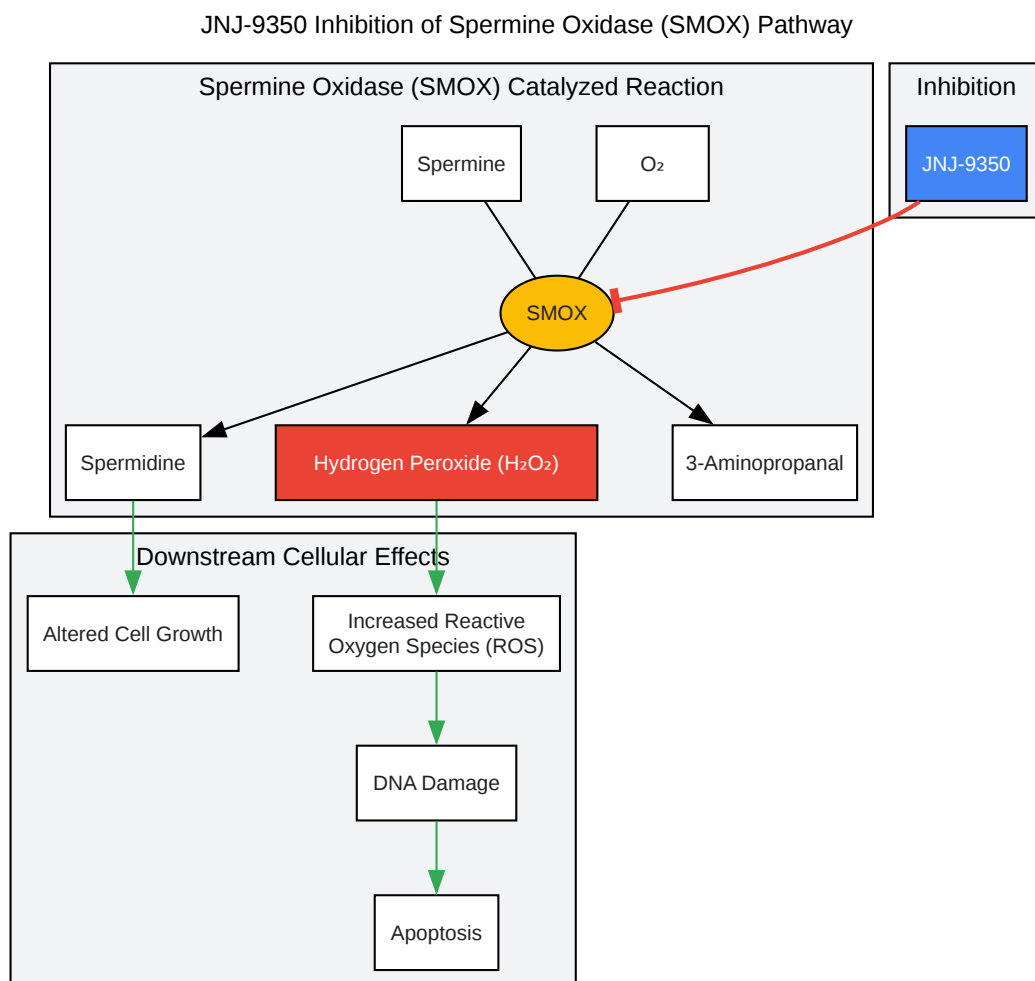 JNJ-9350 Inhibition of Spermine Oxidase (SMOX) Pathway
Spermine Oxidase (SMOX) Catalyzed Reaction
Inhibition
Spermine
O₂
JNJ-9350
SMOX
Spermidine
Hydrogen Peroxide (H₂O₂)
3-Aminopropanal
Downstream Cellular Effects
Altered Cell Growth
Increased Reactive
Oxygen Species (ROS)
DNA Damage
Apoptosis